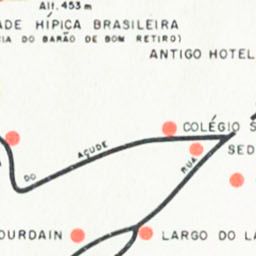 Alt. 453 m
ADE HÍPICA BRASILEIRA
CIA DO BARÃO DE BOM RETIRO)
ANTIGO HOTEL
COLÉGIO S
AÇUDE
SED
RUA
DO
OURDAIN
LARGO DO LA